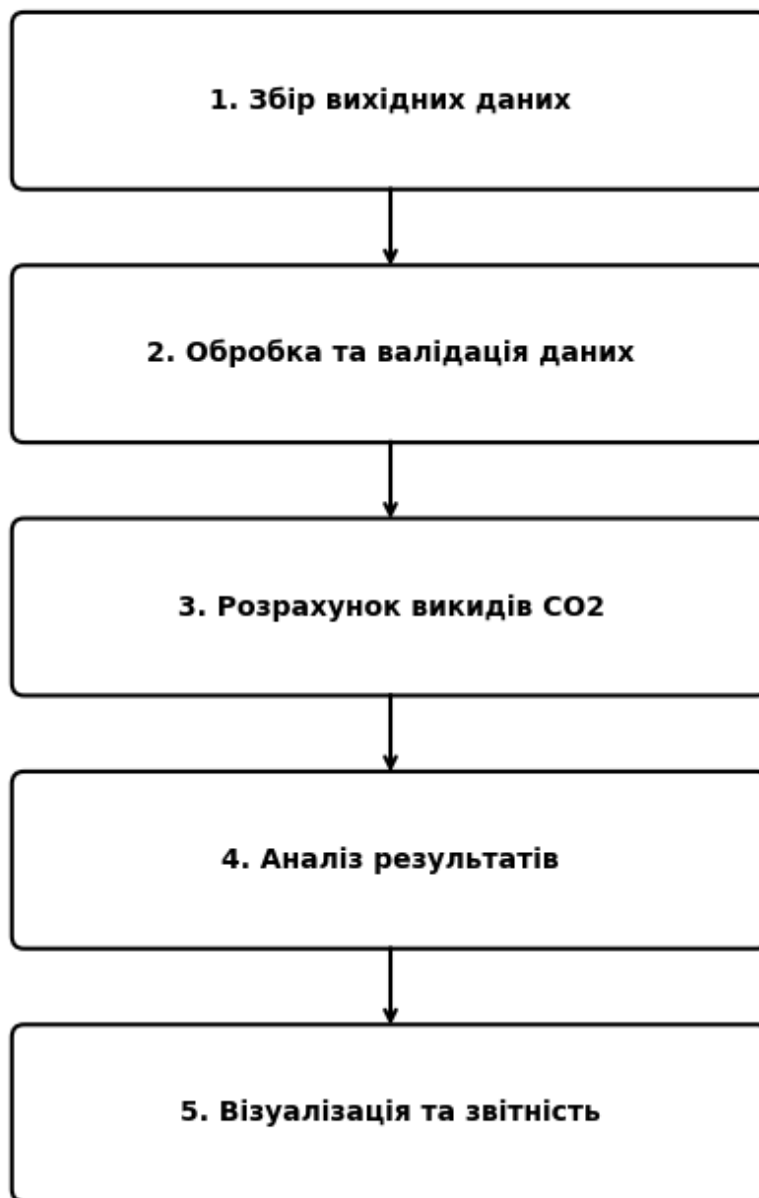 1. Збір вихідних даних
2. Обробка та валідація даних
3. Розрахунок викидів CO2
4. Аналіз результатів
5. Візуалізація та звітність